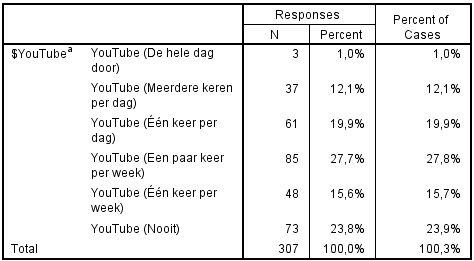 Responses Percent of
N Percent Cases
$YouTubeª YouTube (De hele dag 3 1,0% 1,0%
door)
YouTube (Meerdere keren 37 12,1% 12,1%
per dag)
YouTube (Één keer per 61 19,9% 19,9%
dag)
YouTube (Een paar keer 85 27,7% 27,8%
per week)
YouTube (Één keer per 48 15,6% 15,7%
week)
YouTube (Nooit) 73 23,8% 23,9%
Total 307 100,0% 100,3%